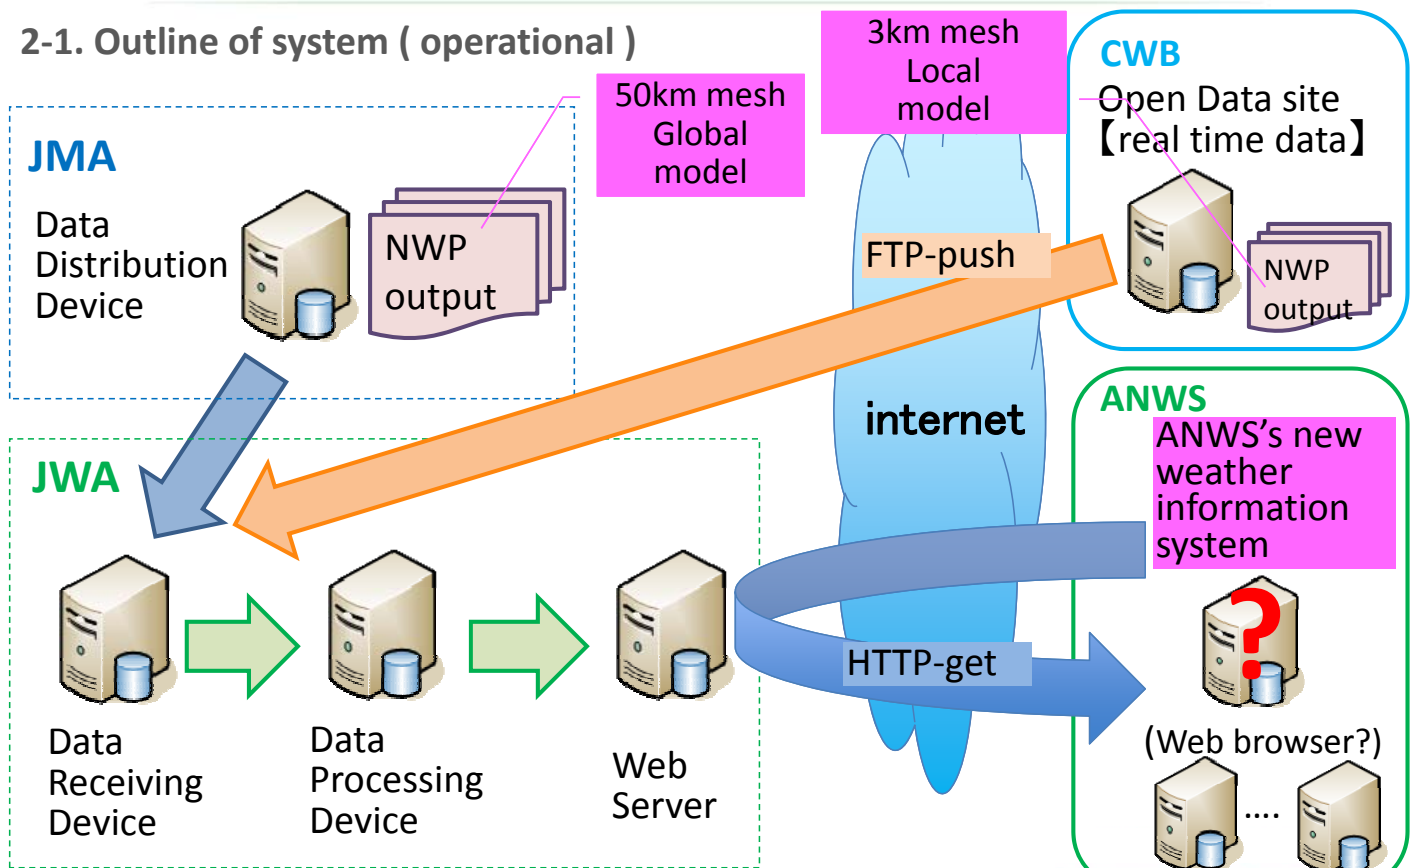 2-1. Outline of system ( operational )
JMA
Data
Distribution
Device
NWP
output
50km mesh
Global
model
3km mesh
Local
model
CWB
Open Data site
【real time data】
NWP
output
FTP-push
internet
JWA
Data
Receiving
Device
Data
Processing
Device
Web
Server
HTTP-get
ANWS
ANWS’s new
weather
information
system
?
(Web browser?)
....